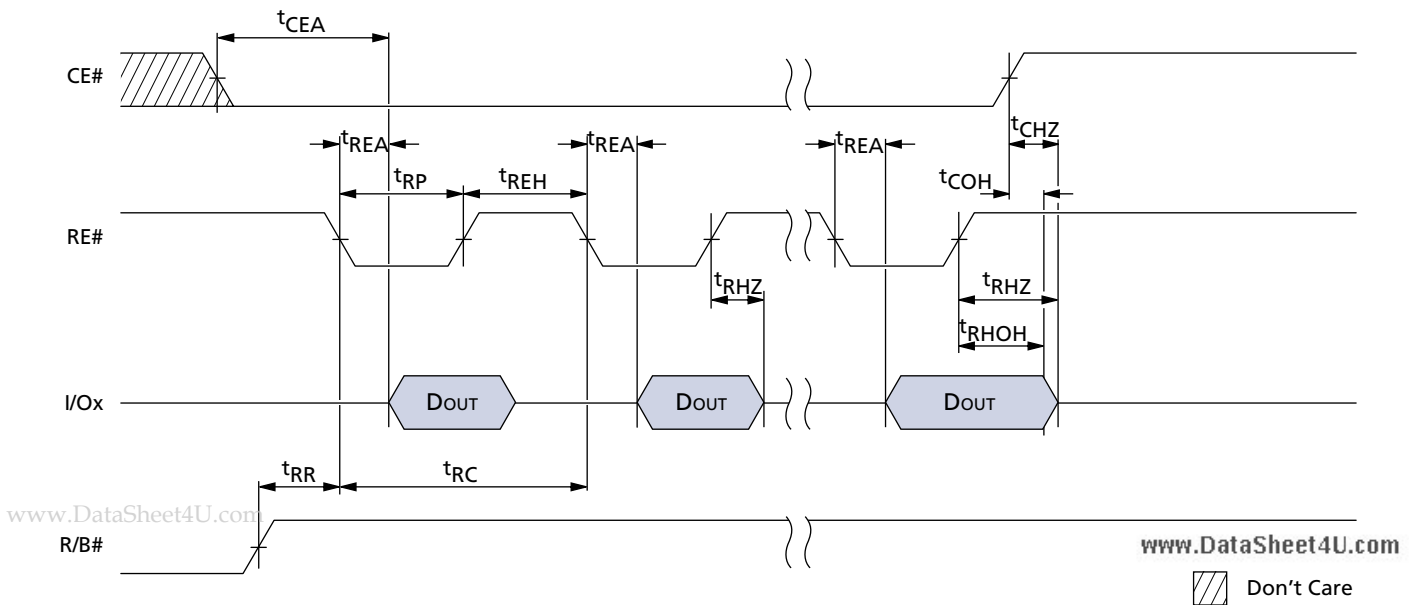 tCEA
CE#
tCHZ
tREA tREA tREA
tRP tREH tCOH
RE#
tRHZ tRHZ
tRHOH
I/Ox DOUT DOUT DOUT
tRR tRC
www.DataSheet4U.com
R/B#
www.DataSheet4U.com
Don't Care